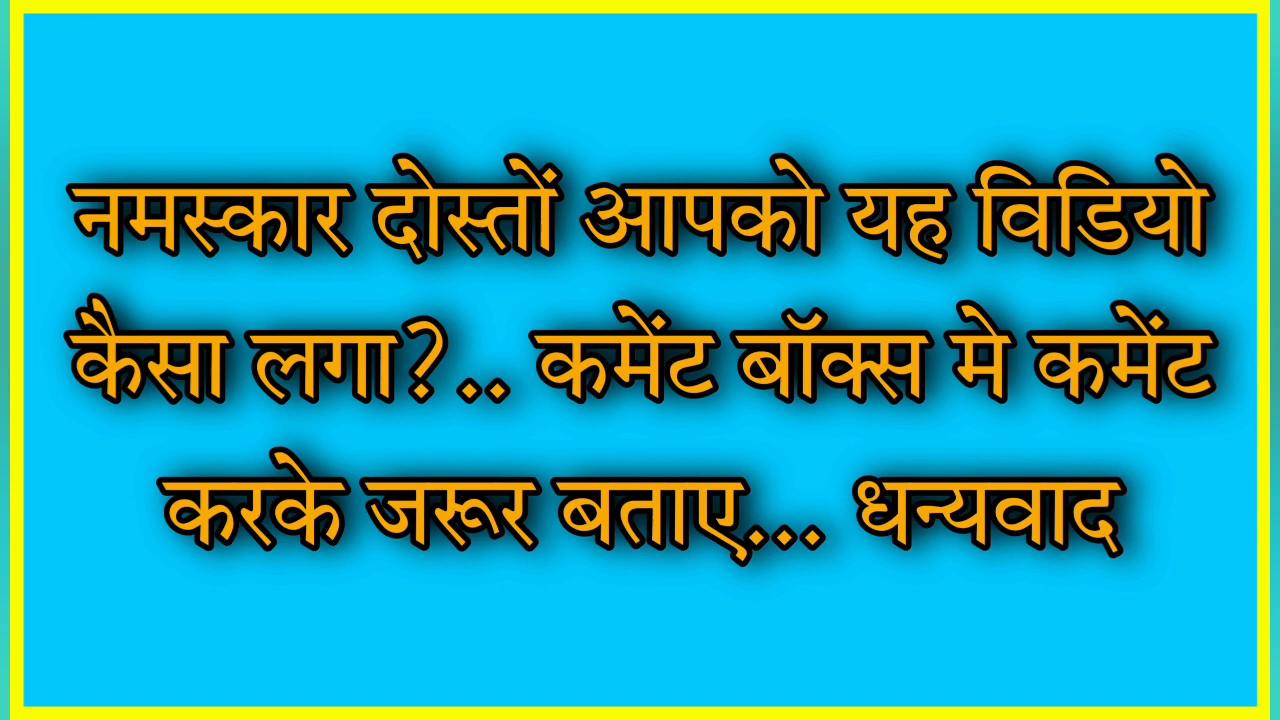 नमस्कार दोस्तों आपको यह विडियो
कैसा लगा?.. कमेंट बॉक्स मे कमेंट
करके जरूर बताए... धन्यवाद